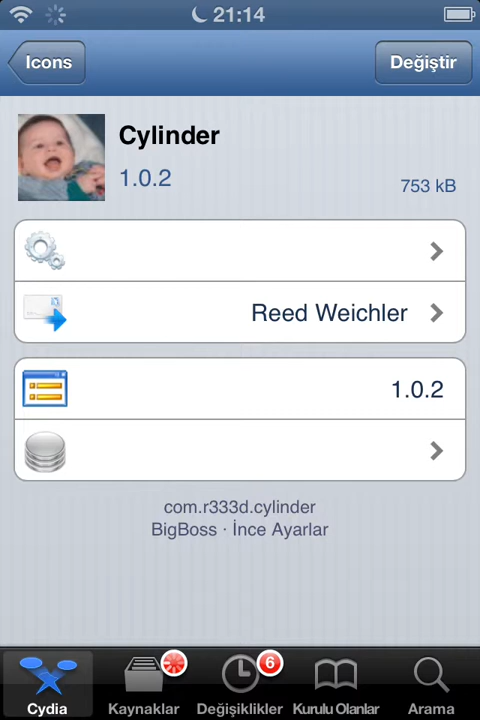 21:14
Icons
Değiştir
Cylinder
1.0.2
753 kB
Reed Weichler
1.0.2
com.r333d.cylinder
BigBoss · İnce Ayarlar
6
Cydia
Kaynaklar
Değişiklikler
Kurulu Olanlar
Arama